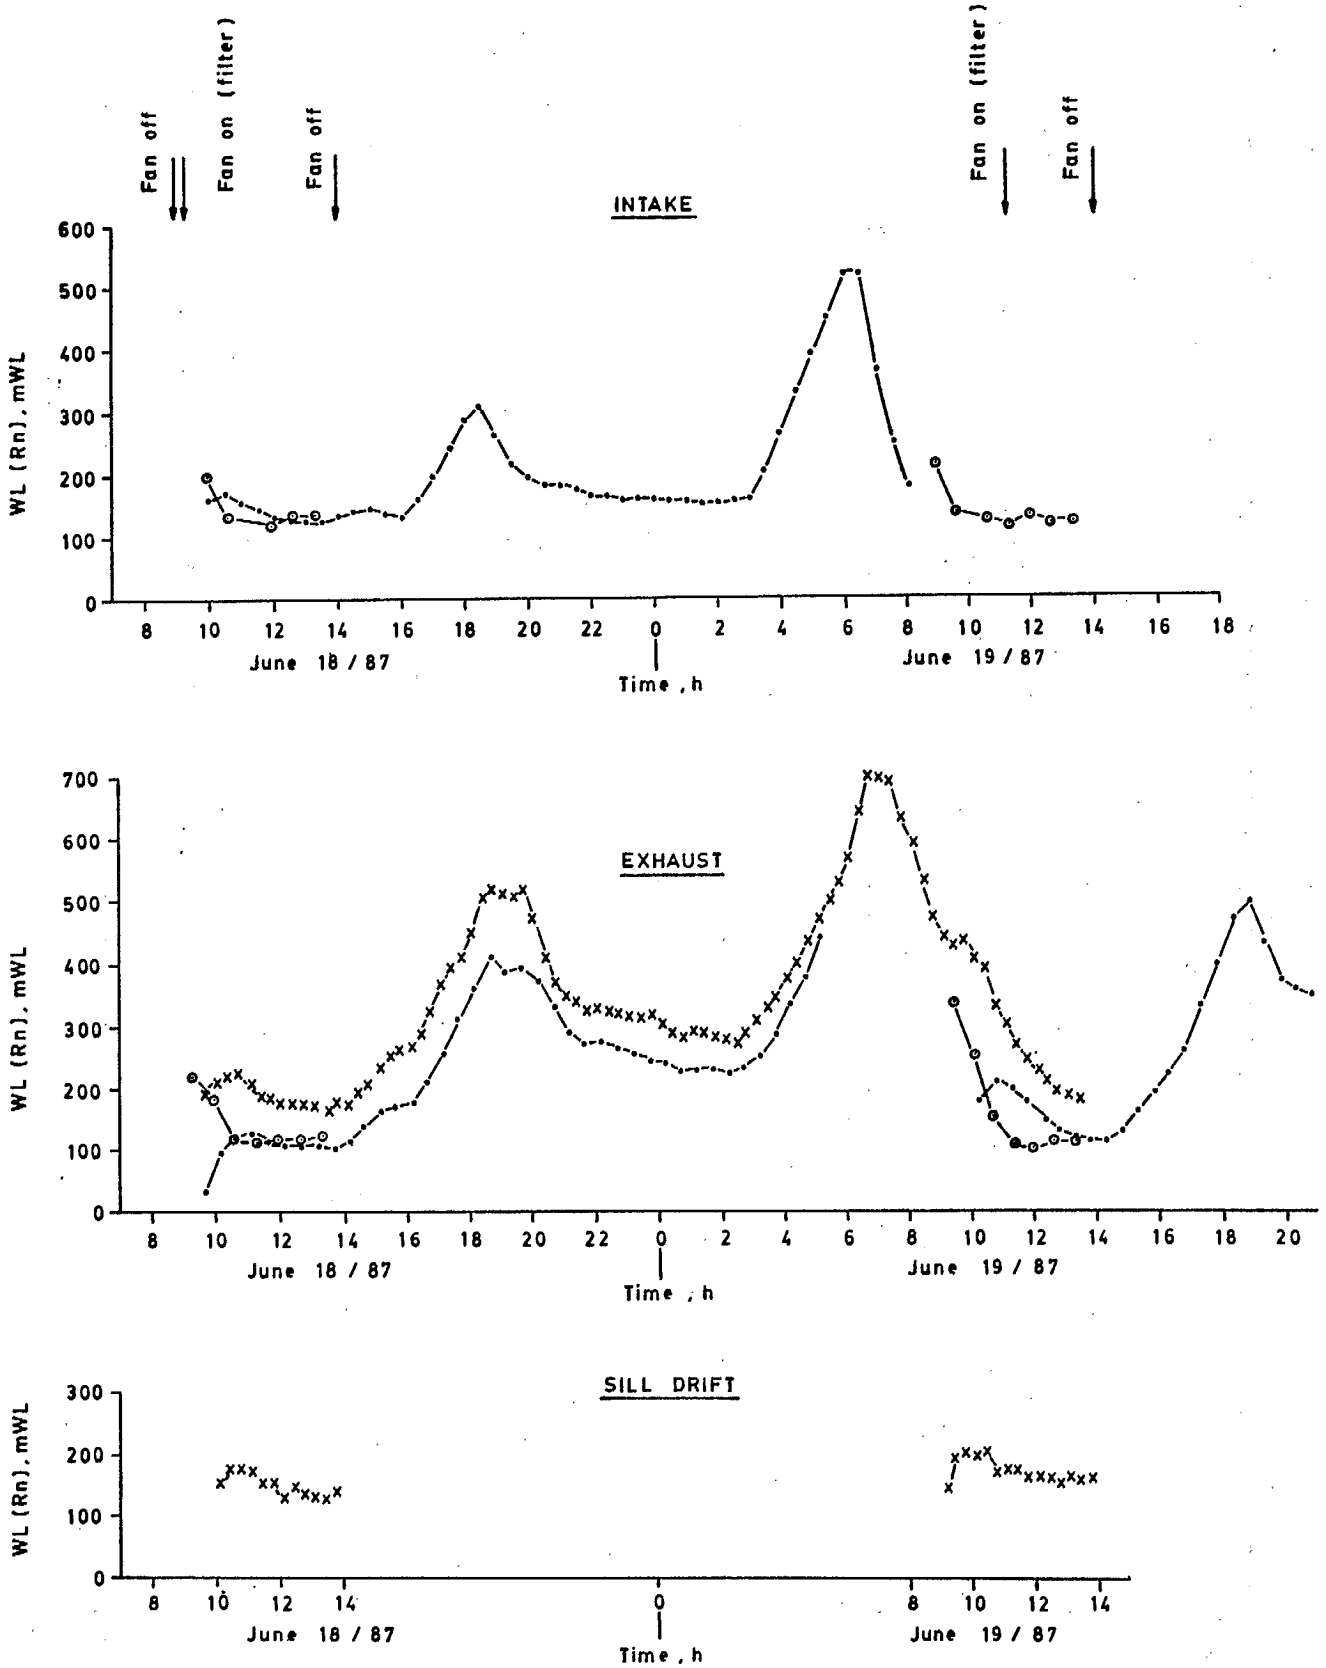 Fan off
Fan on (filter)
Fan off
Fan on (filter)
Fan off
INTAKE
WL (Rn), mWL
600
500
400
300
200
100
0
8 10 12 14 16 18 20 22 0 2 4 6 8 10 12 14 16 18
June 18 / 87
June 19 / 87
Time , h
EXHAUST
WL (Rn), mWL
700
600
500
400
300
200
100
0
8 10 12 14 16 18 20 22 0 2 4 6 8 10 12 14 16 18 20
June 18 / 87
June 19 / 87
Time , h
SILL DRIFT
WL (Rn), mWL
300
200
100
0
8 10 12 14 0 8 10 12 14
June 18 / 87
June 19 / 87
Time , h